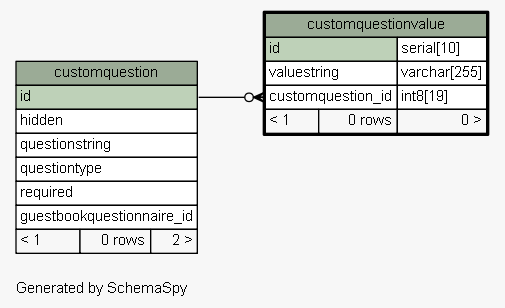 customquestionvalue
id serial[10]
valuestring varchar[255]
customquestion_id int8[19]
< 1 0 rows 0 >
customquestion
id
hidden
questionstring
questiontype
required
guestbookquestionnaire_id
< 1 0 rows 2 >
Generated by SchemaSpy